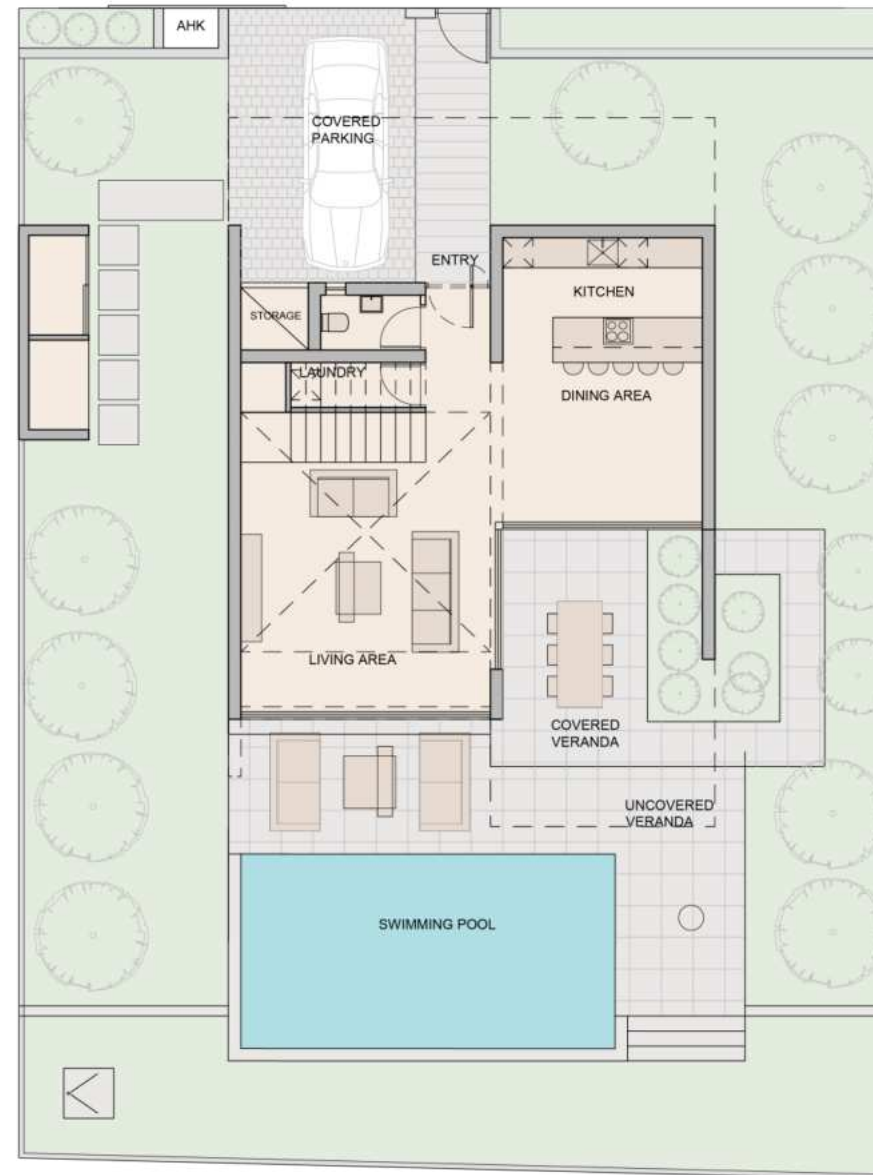 AHK
COVERED
PARKING
ENTRY
KITCHEN
STORAGE
LAUNDRY
DINING AREA
LIVING AREA
COVERED
VERANDA
UNCOVERED
VERANDA
SWIMMING POOL